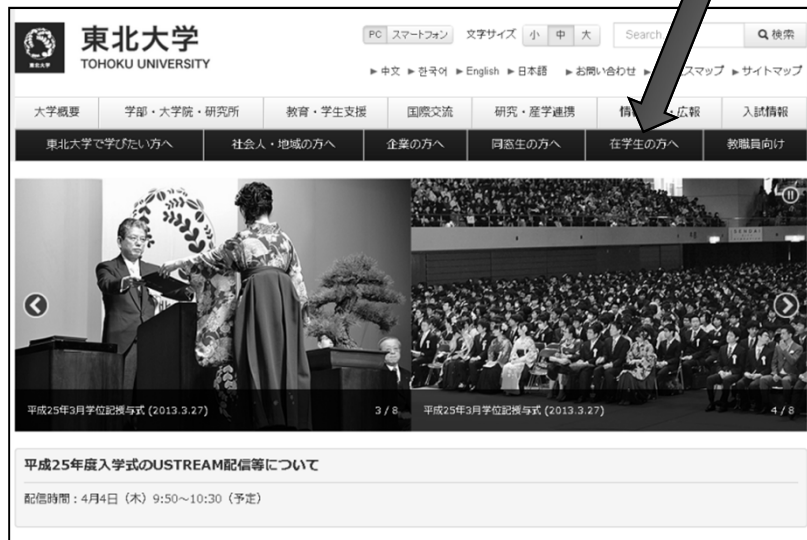 東北大学
TOHOKU UNIVERSITY
PC スマートフォン 文字サイズ 小 中 大 Search 検索
中文 한국어 English 日本語 お問い合わせ スマップ サイトマップ
大学概要 学部・大学院・研究所 教育・学生支援 国際交流 研究・産学連携 情 ・広報 入試情報
東北大学で学びたい方へ 社会人・地域の方へ 企業の方へ 同窓生の方へ 在学生の方へ 教職員向け
平成25年3月学位記授与式 (2013.3.27) 3 / 8 平成25年3月学位記授与式 (2013.3.27) 4 / 8
平成25年度入学式のUSTREAM配信等について
配信時間：4月4日（木）9:50～10:30（予定）